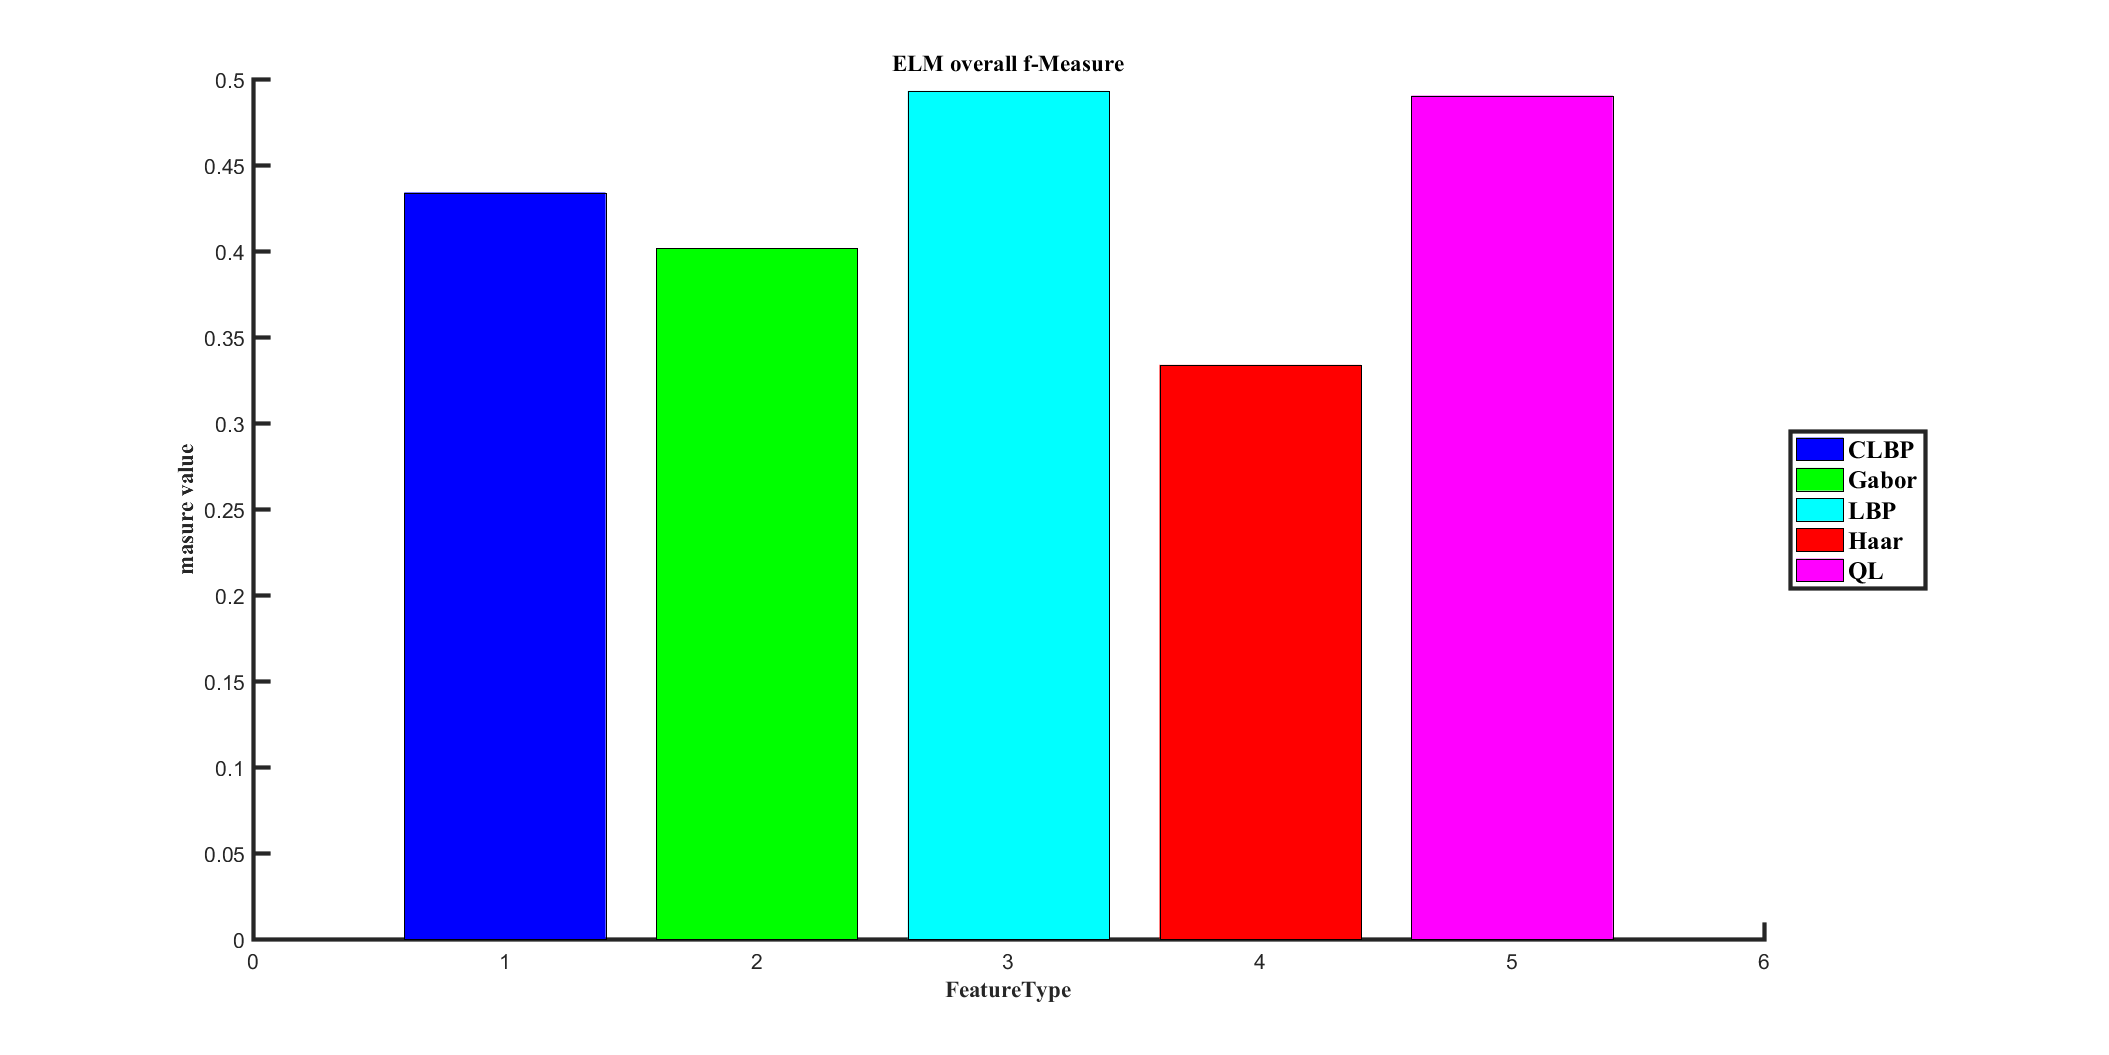 ELM overall f-Measure
0.5
0.45
0.4
0.35
0.3
0.25
0.2
0.15
0.1
0.05
0
masure value
0 1 2 3 4 5 6
FeatureType
CLBP
Gabor
LBP
Haar
QL